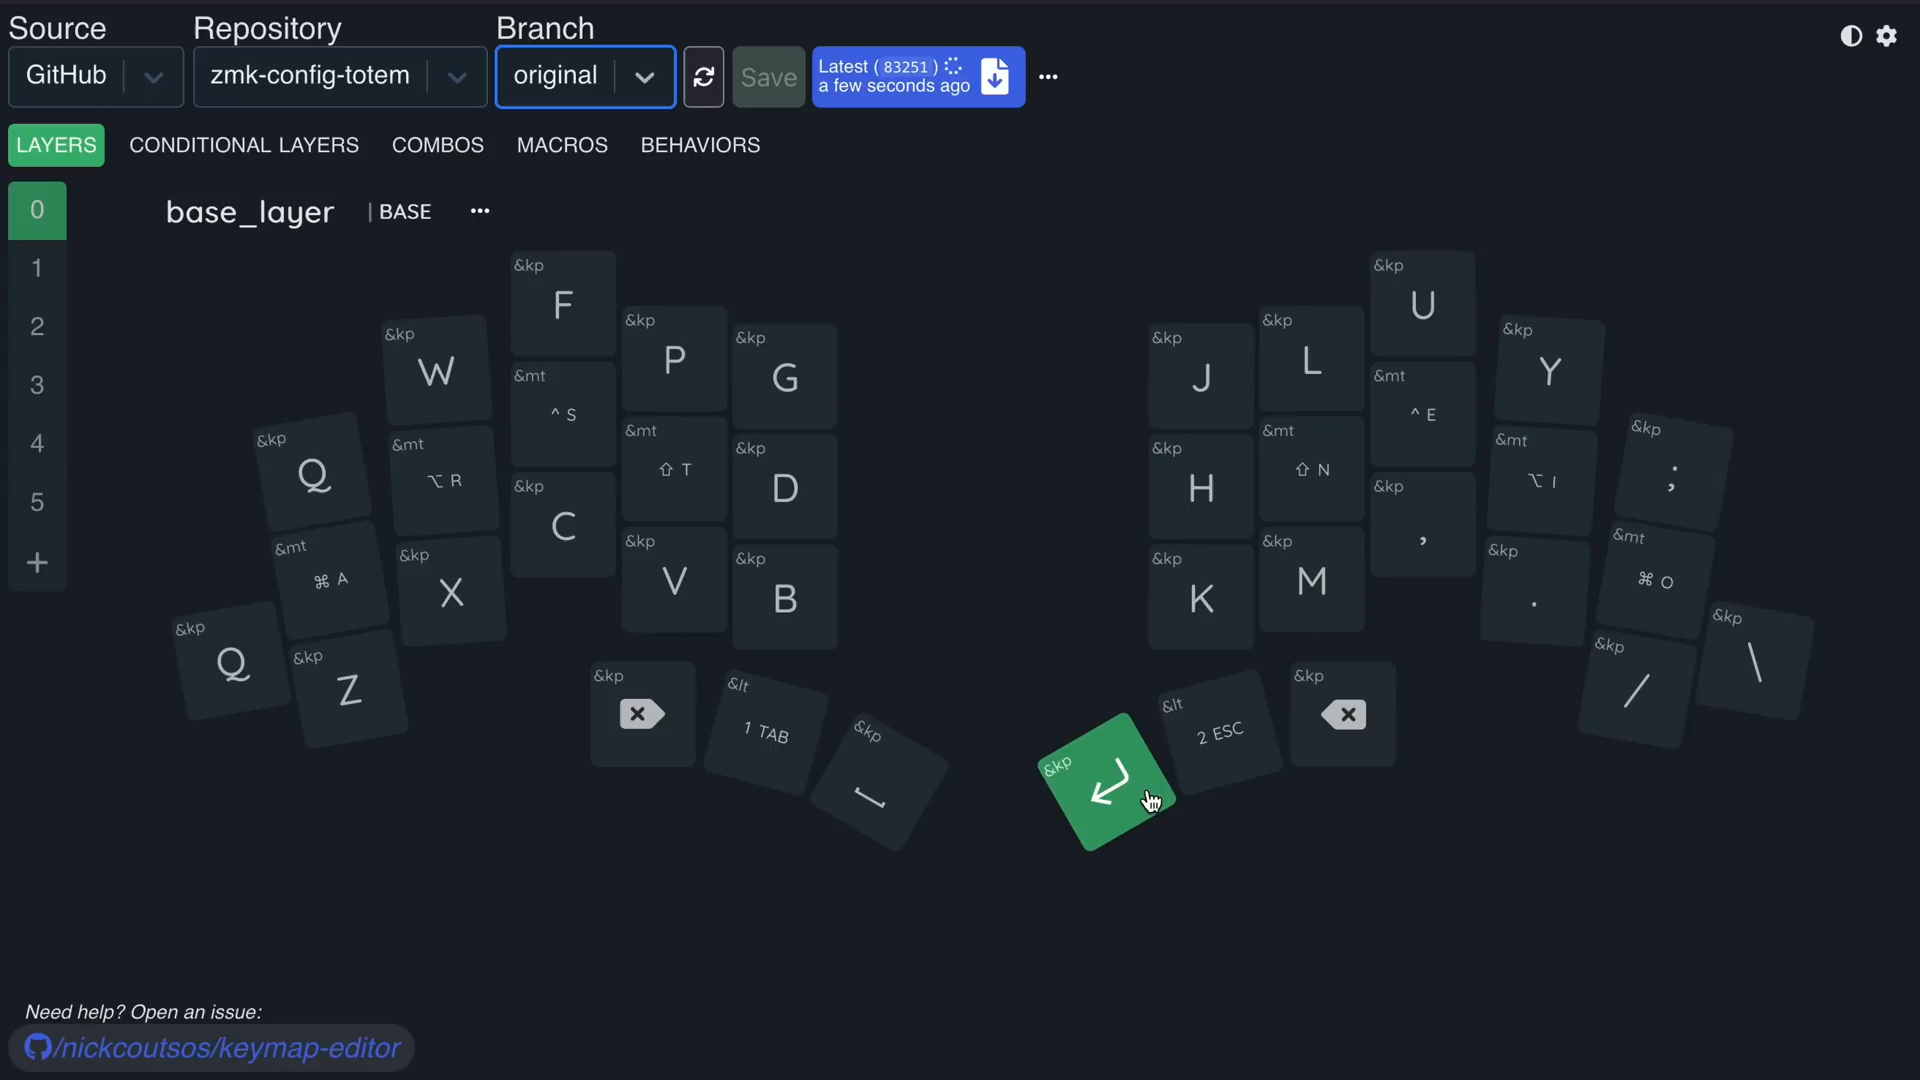 Source Repository Branch
GitHub zmk-config-totem original Save Latest ( 83251 )
a few seconds ago
LAYERS CONDITIONAL LAYERS COMBOS MACROS BEHAVIORS
0 base_layer | BASE ...
1
2
3
4
5
+
&kp Q
&kp W
&kp F
&kp P
&kp G
&kp J
&kp L
&kp U
&kp Y
&kp ;
&mt ⌘ A
&mt ⌥ R
&mt ^ S
&mt ⇧ T
&kp D
&kp H
&mt ⇧ N
&mt ^ E
&mt ⌥ I
&mt ⌘ O
&kp Q
&kp Z
&kp X
&kp C
&kp V
&kp B
&kp K
&kp M
&kp ,
&kp .
&kp /
&kp \
&kp ⌦
&lt 1 TAB
&kp ⎵
&kp ↵
&lt 2 ESC
&kp ⌫
Need help? Open an issue:
/nickcoutsos/keymap-editor